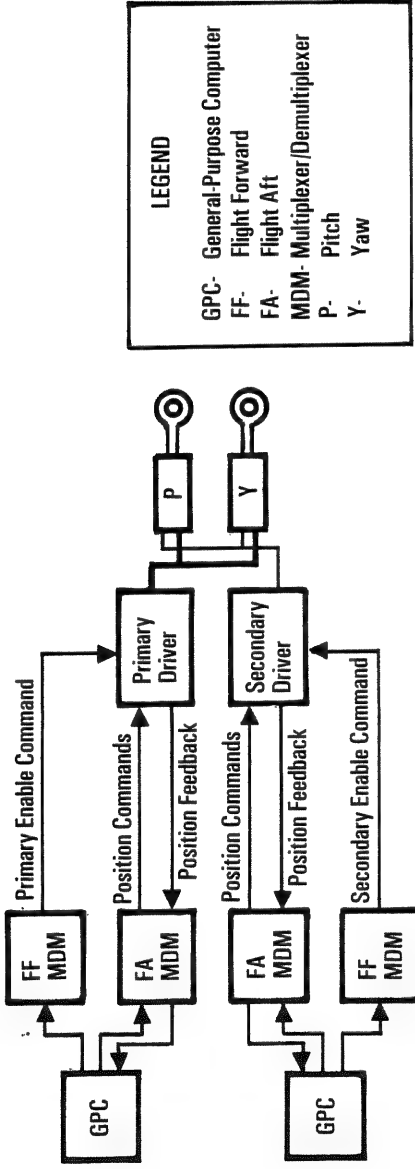 GPC
FF
MDM
FA
MDM
Primary Enable Command
Position Commands
Position Feedback
Primary
Driver
P
GPC
FA
MDM
FF
MDM
Position Commands
Position Feedback
Secondary Enable Command
Secondary
Driver
Y
LEGEND
GPC- General-Purpose Computer
FF- Flight Forward
FA- Flight Aft
MDM- Multiplexer/Demultiplexer
P- Pitch
Y- Yaw